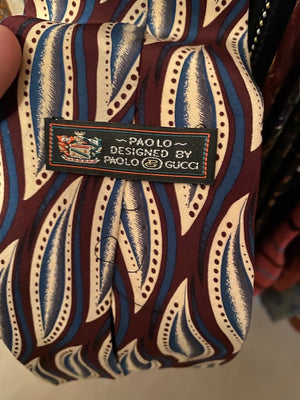 ~ PAOLO ~
DESIGNED BY
PAOLO GUCCI